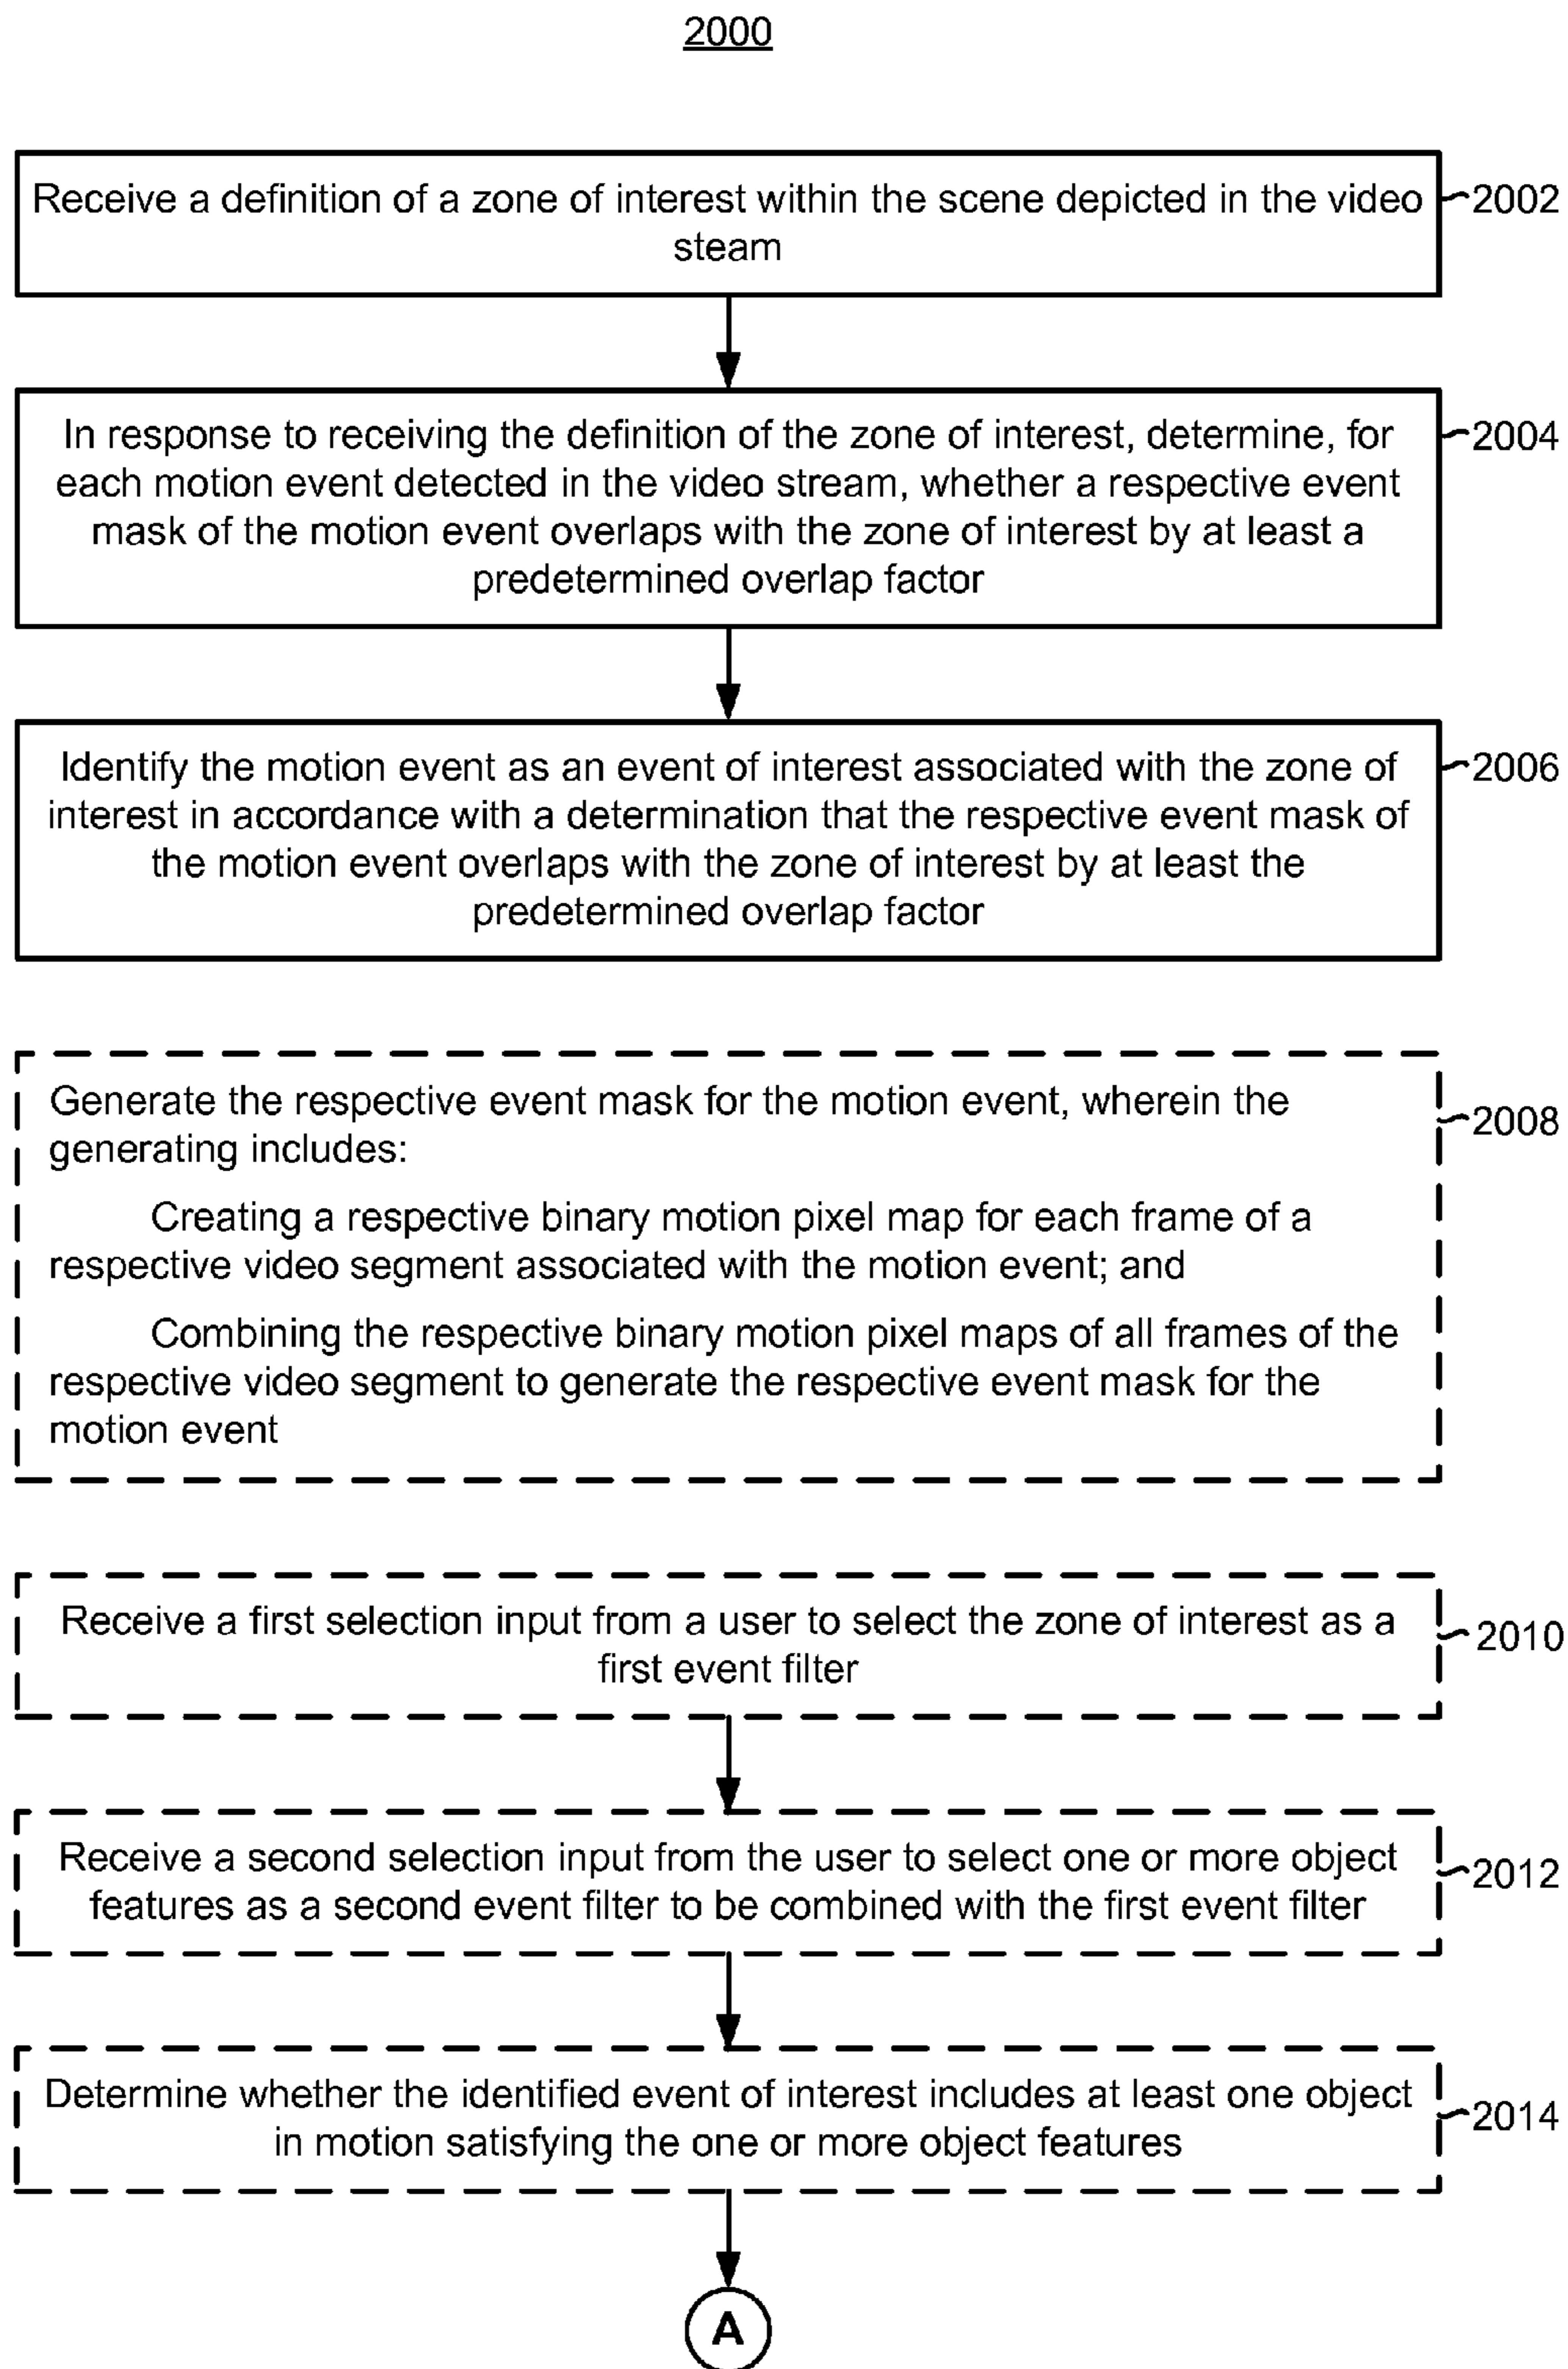 2000
Receive a definition of a zone of interest within the scene depicted in the video
steam
2002
In response to receiving the definition of the zone of interest, determine, for
each motion event detected in the video stream, whether a respective event
mask of the motion event overlaps with the zone of interest by at least a
predetermined overlap factor
2004
Identify the motion event as an event of interest associated with the zone of
interest in accordance with a determination that the respective event mask of
the motion event overlaps with the zone of interest by at least the
predetermined overlap factor
2006
Generate the respective event mask for the motion event, wherein the
generating includes:
Creating a respective binary motion pixel map for each frame of a
respective video segment associated with the motion event; and
Combining the respective binary motion pixel maps of all frames of the
respective video segment to generate the respective event mask for the
motion event
2008
Receive a first selection input from a user to select the zone of interest as a
first event filter
2010
Receive a second selection input from the user to select one or more object
features as a second event filter to be combined with the first event filter
2012
Determine whether the identified event of interest includes at least one object
in motion satisfying the one or more object features
2014
A